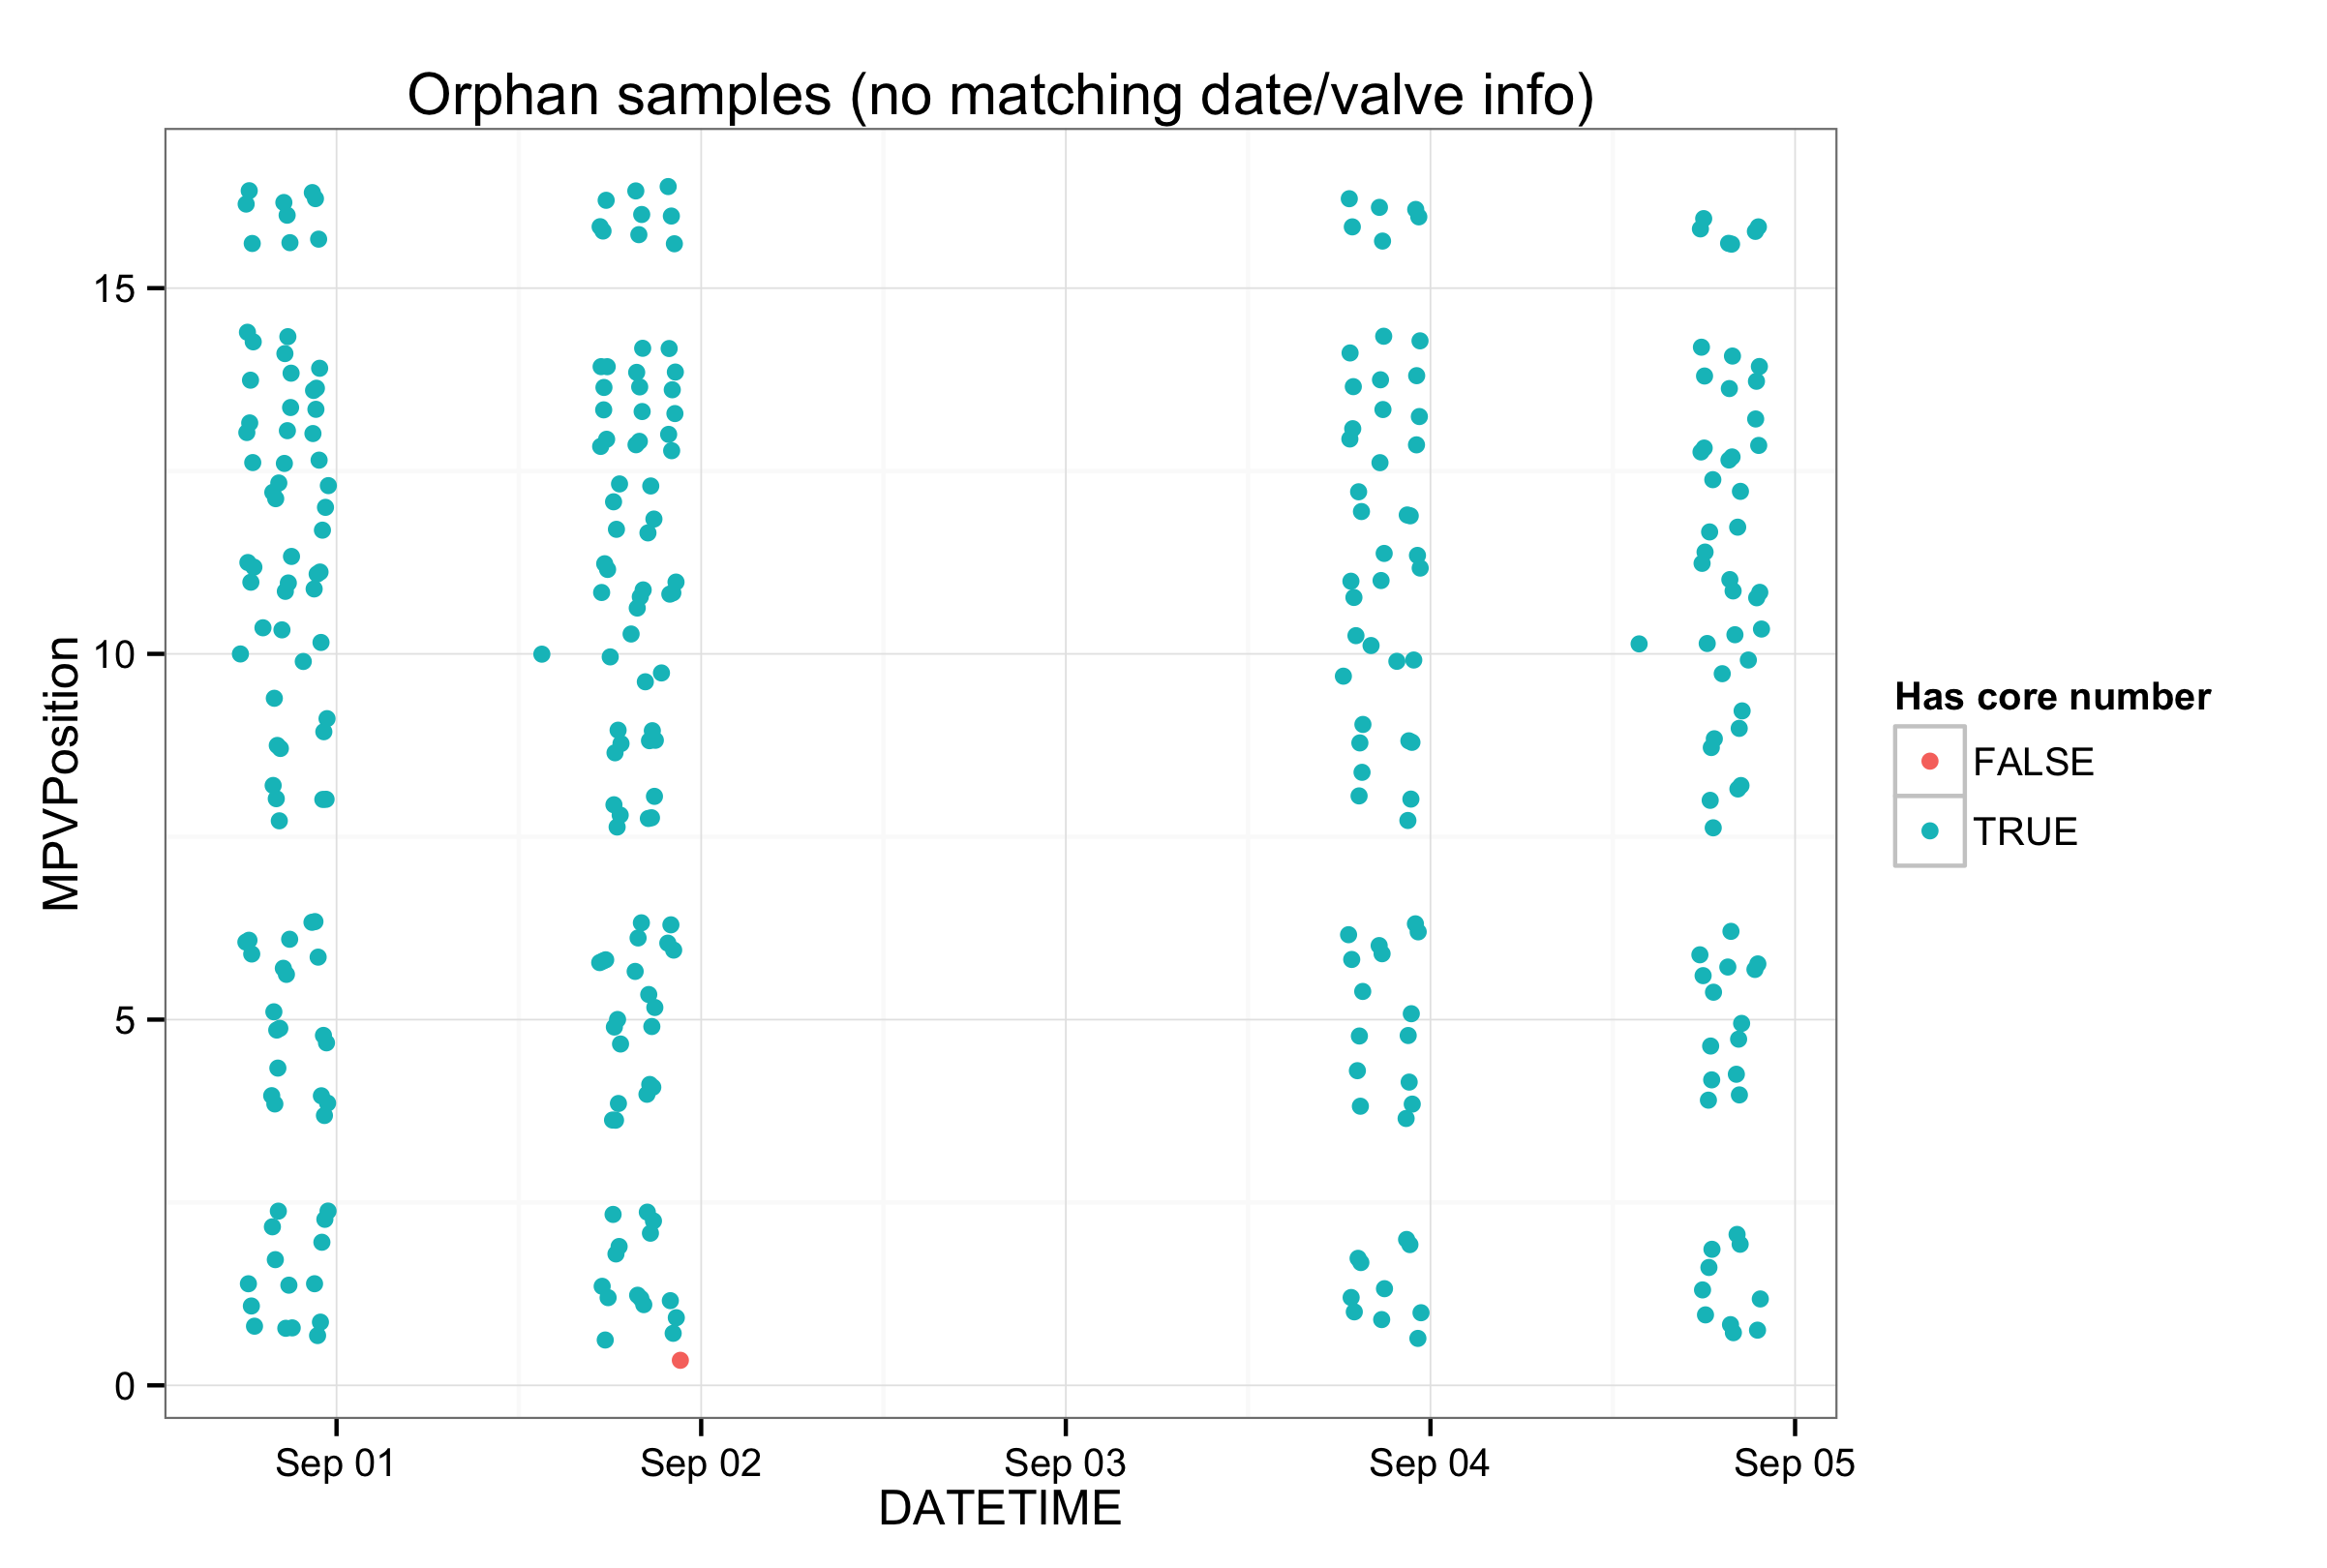 Orphan samples (no matching date/valve info)
MPVPosition
15
10
5
0
Sep 01
Sep 02
Sep 03
Sep 04
Sep 05
DATETIME
Has core number
FALSE
TRUE